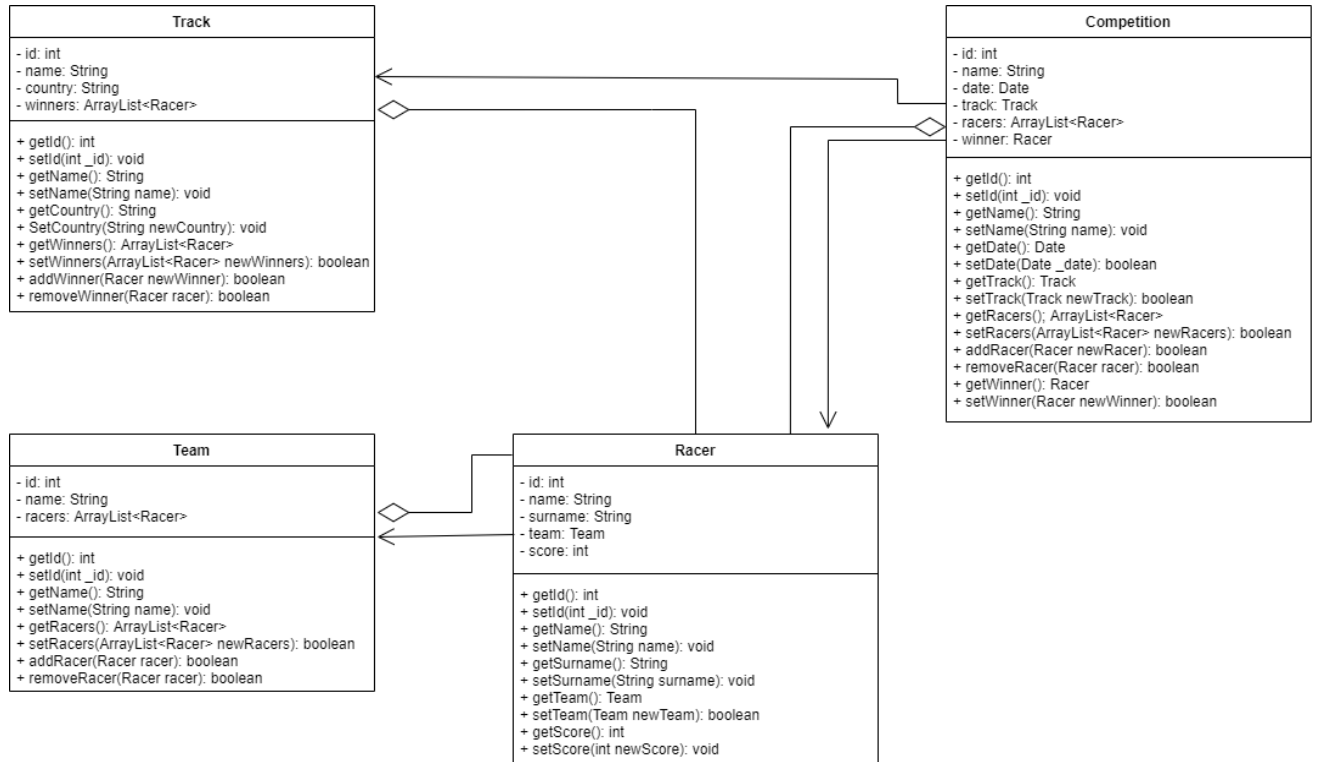 Track
- id: int
- name: String
- country: String
- winners: ArrayList<Racer>
+ getId(): int
+ setId(int _id): void
+ getName(): String
+ setName(String name): void
+ getCountry(): String
+ SetCountry(String newCountry): void
+ getWinners(): ArrayList<Racer>
+ setWinners(ArrayList<Racer> newWinners): boolean
+ addWinner(Racer newWinner): boolean
+ removeWinner(Racer racer): boolean
Competition
- id: int
- name: String
- date: Date
- track: Track
- racers: ArrayList<Racer>
- winner: Racer
+ getId(): int
+ setId(int _id): void
+ getName(): String
+ setName(String name): void
+ getDate(): Date
+ setDate(Date _date): boolean
+ getTrack(): Track
+ setTrack(Track newTrack): boolean
+ getRacers(); ArrayList<Racer>
+ setRacers(ArrayList<Racer> newRacers): boolean
+ addRacer(Racer newRacer): boolean
+ removeRacer(Racer racer): boolean
+ getWinner(): Racer
+ setWinner(Racer newWinner): boolean
Team
- id: int
- name: String
- racers: ArrayList<Racer>
+ getId(): int
+ setId(int _id): void
+ getName(): String
+ setName(String name): void
+ getRacers(): ArrayList<Racer>
+ setRacers(ArrayList<Racer> newRacers): boolean
+ addRacer(Racer racer): boolean
+ removeRacer(Racer racer): boolean
Racer
- id: int
- name: String
- surname: String
- team: Team
- score: int
+ getId(): int
+ setId(int _id): void
+ getName(): String
+ setName(String name): void
+ getSurname(): String
+ setSurname(String surname): void
+ getTeam(): Team
+ setTeam(Team newTeam): boolean
+ getScore(): int
+ setScore(int newScore): void